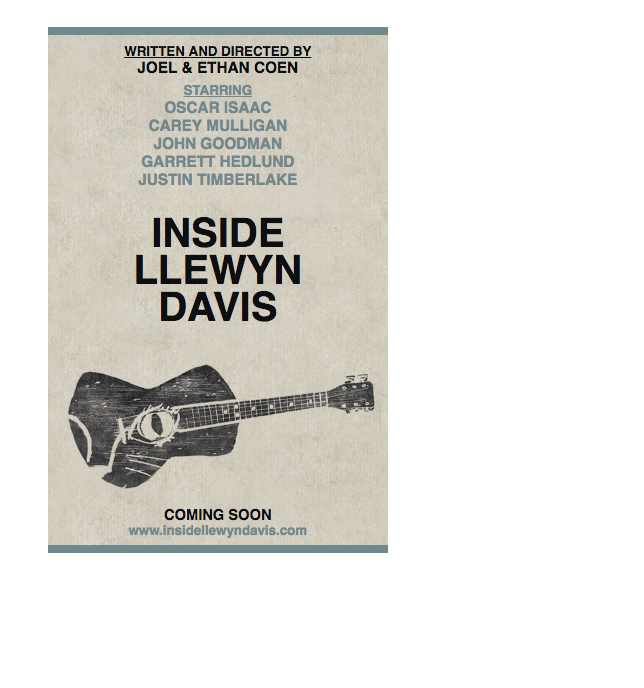 WRITTEN AND DIRECTED BY
JOEL & ETHAN COEN
STARRING
OSCAR ISAAC
CAREY MULLIGAN
JOHN GOODMAN
GARRETT HEDLUND
JUSTIN TIMBERLAKE
INSIDE
LLEWYN
DAVIS
COMING SOON
www.insidellewyndavis.com